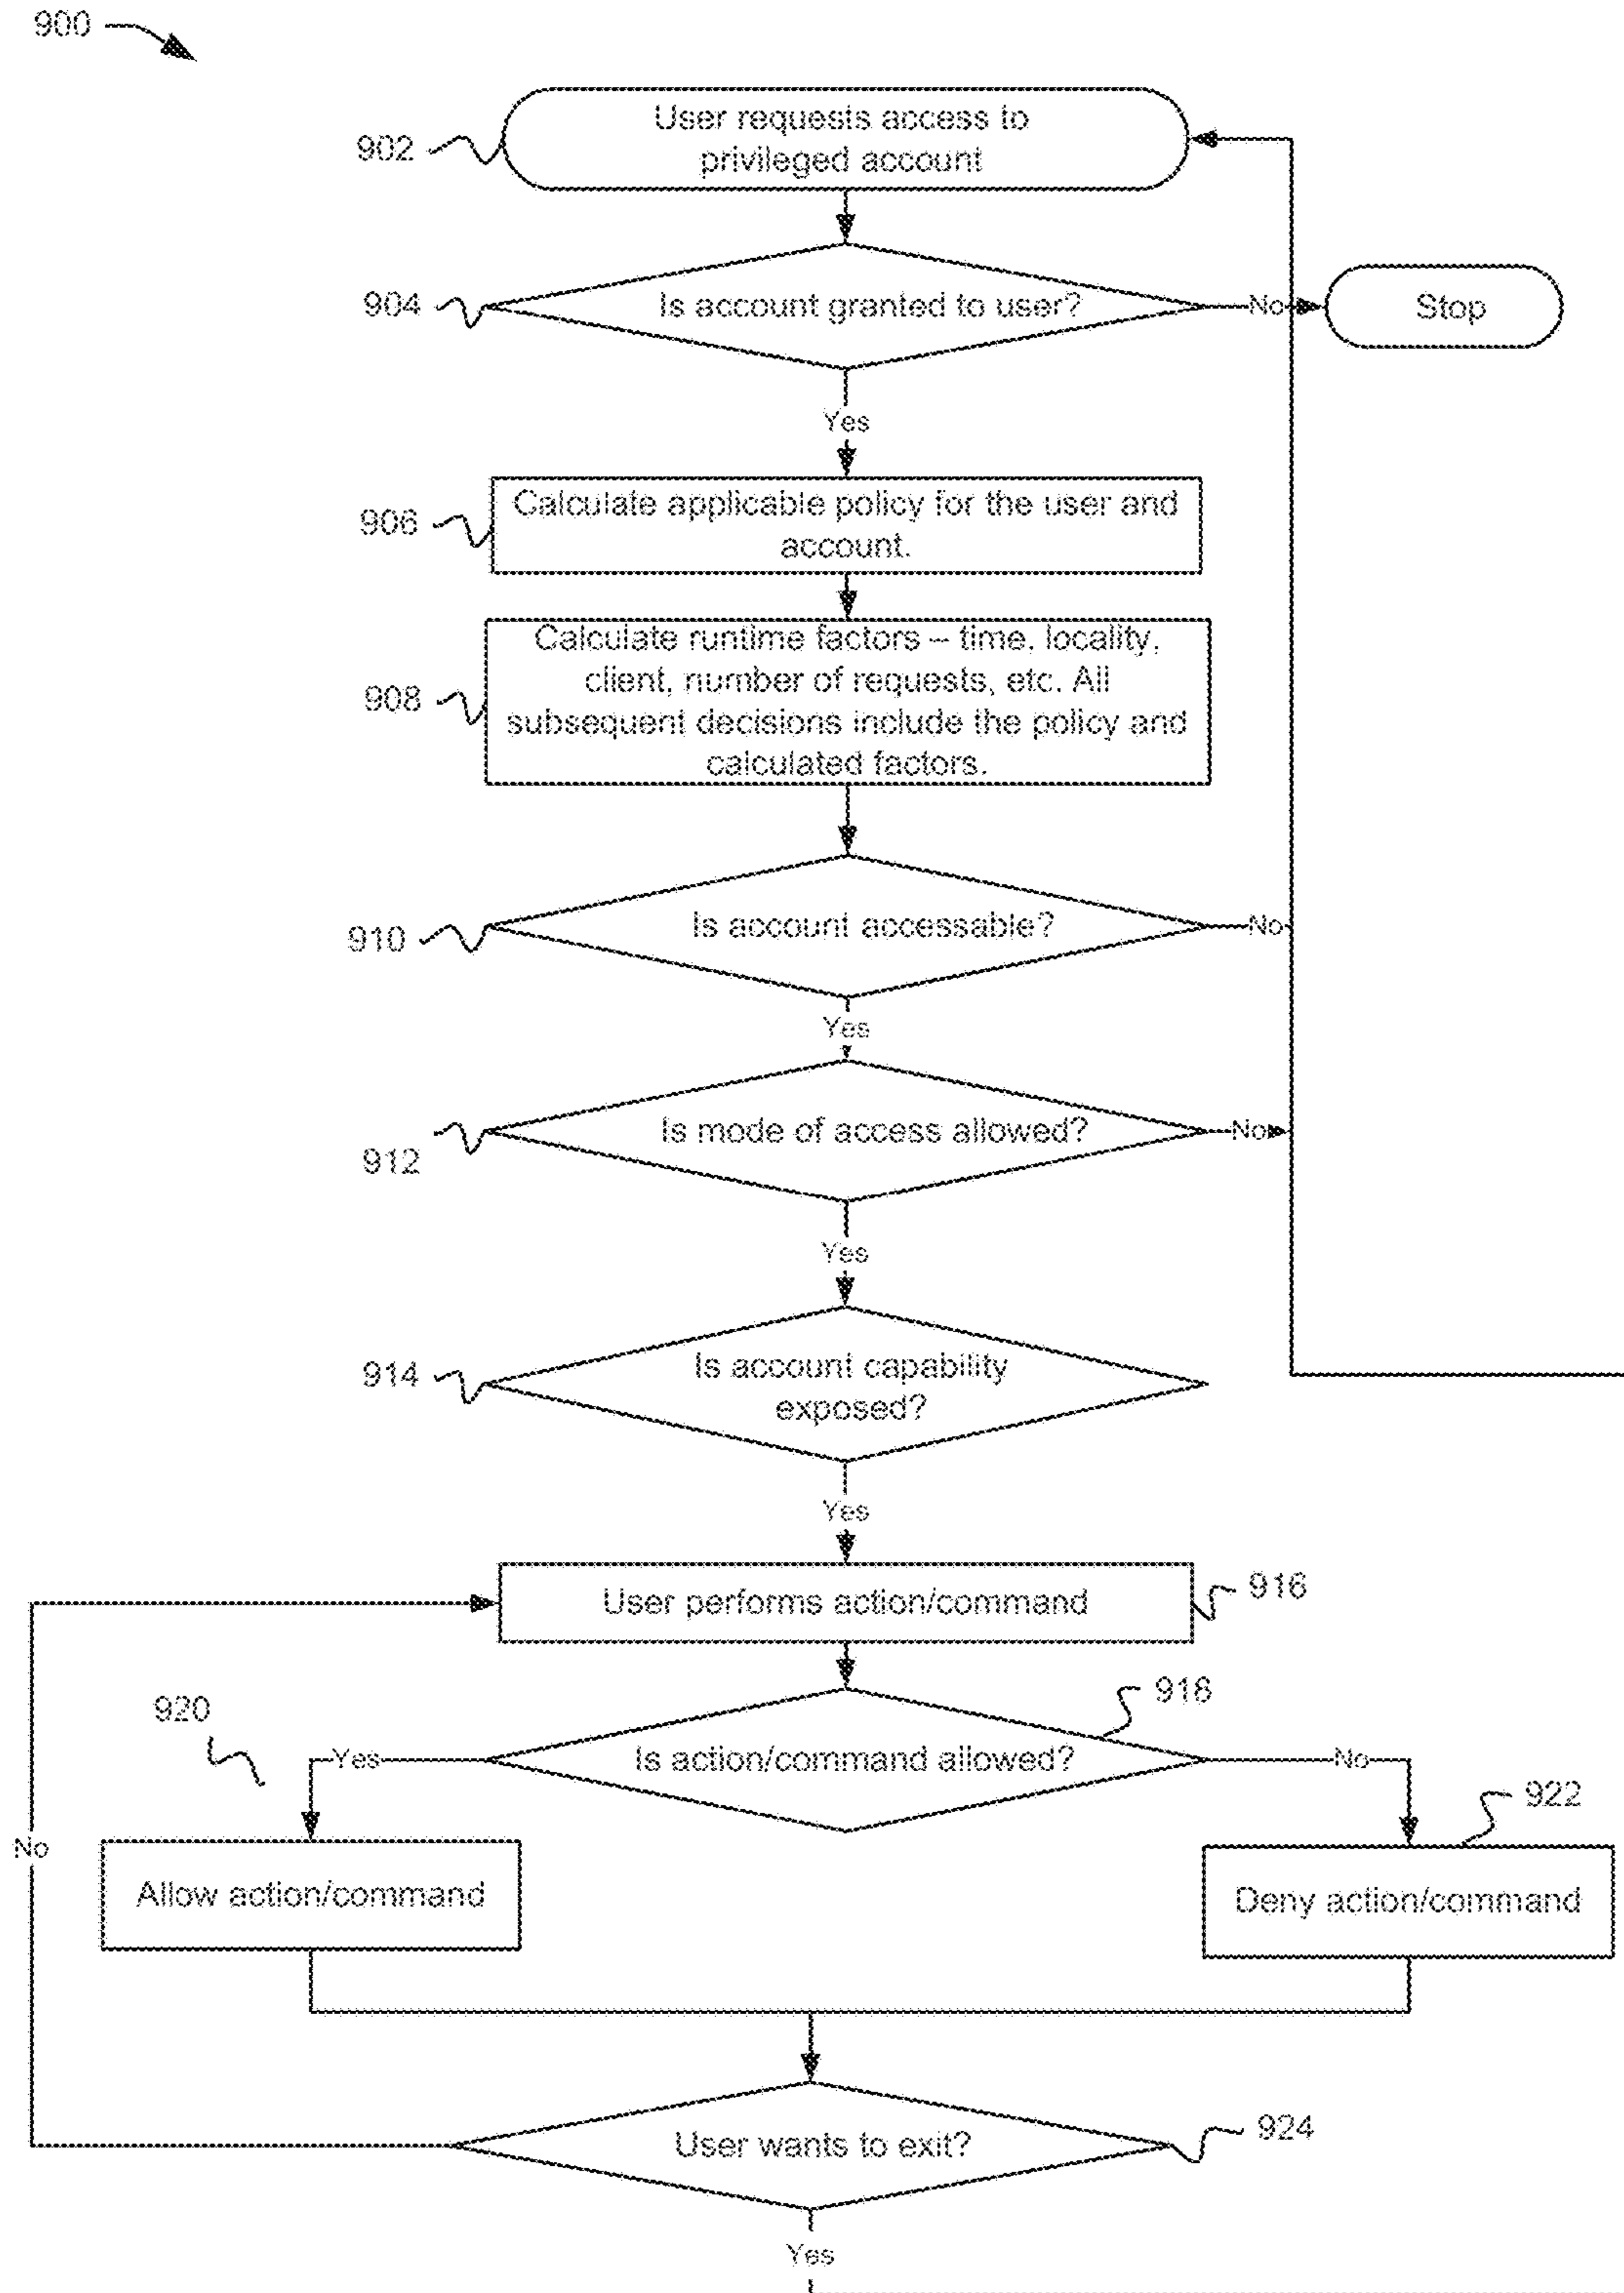 900
User requests access to
privileged account
902
904
Is account granted to user?
No
Stop
Yes
906
Calculate applicable policy for the user and
account.
908
Calculate runtime factors – time, locality,
client, number of requests, etc. All
subsequent decisions include the policy and
calculated factors.
910
Is account accessable?
No
Yes
912
Is mode of access allowed?
No
Yes
914
Is account capability
exposed?
Yes
User performs action/command
916
918
920
Yes
Is action/command allowed?
No
922
No
Allow action/command
Deny action/command
User wants to exit?
924
Yes